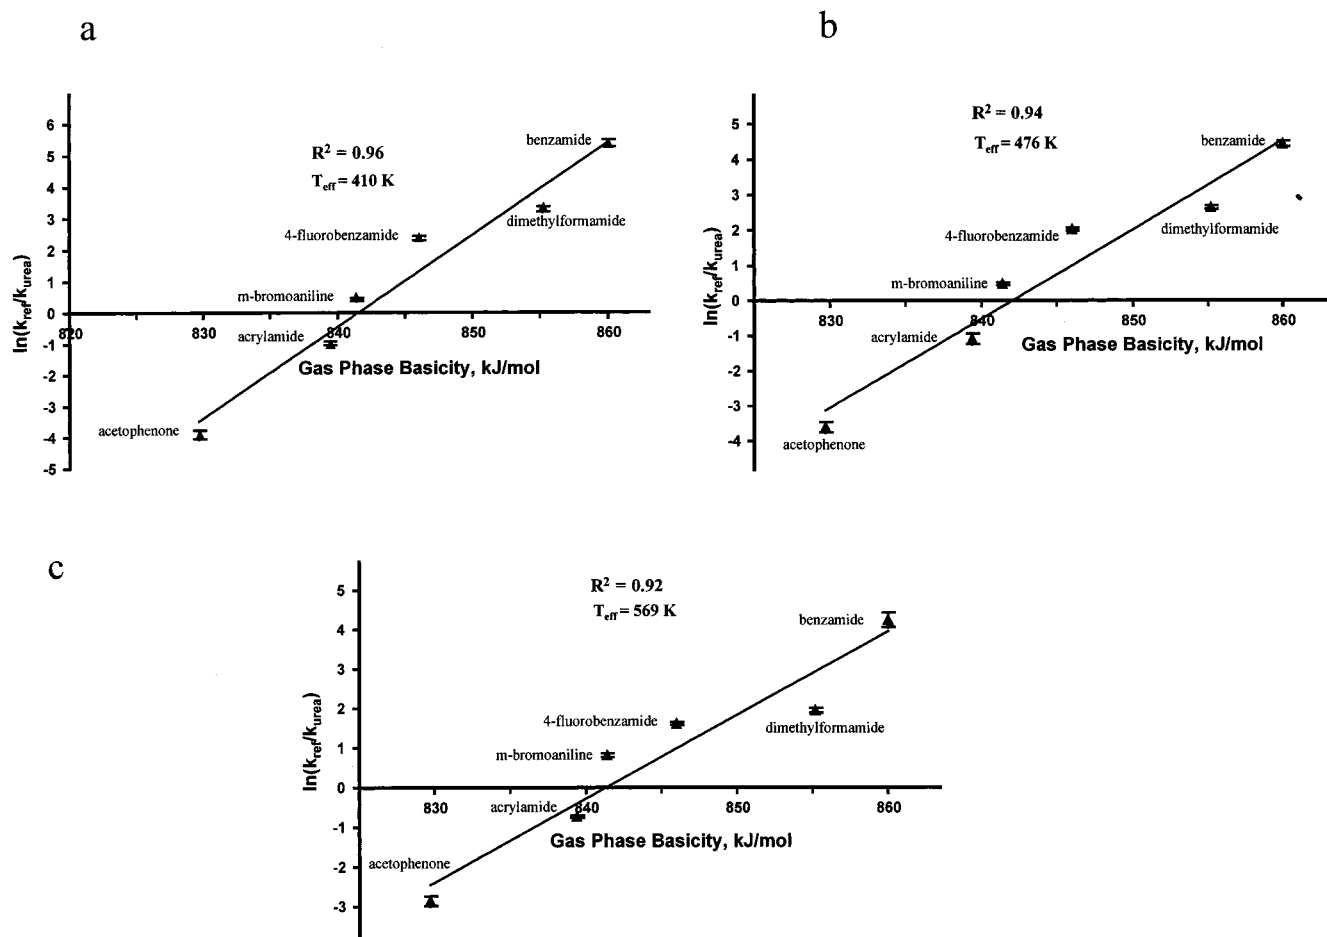 a
6
5
4
3
2
1
0
-1
-2
-3
-4
-5
ln(k_ref/k_urea)
820
830
840
850
860
Gas Phase Basicity, kJ/mol
R² = 0.96
T_eff = 410 K
benzamide
dimethylformamide
4-fluorobenzamide
m-bromoaniline
acrylamide
acetophenone
b
5
4
3
2
1
0
-1
-2
-3
-4
ln(k_ref/k_urea)
830
840
850
860
Gas Phase Basicity, kJ/mol
R² = 0.94
T_eff = 476 K
benzamide
dimethylformamide
4-fluorobenzamide
m-bromoaniline
acrylamide
acetophenone
c
5
4
3
2
1
0
-1
-2
-3
ln(k_ref/k_urea)
830
840
850
860
Gas Phase Basicity, kJ/mol
R² = 0.92
T_eff = 569 K
benzamide
4-fluorobenzamide
dimethylformamide
m-bromoaniline
acrylamide
acetophenone